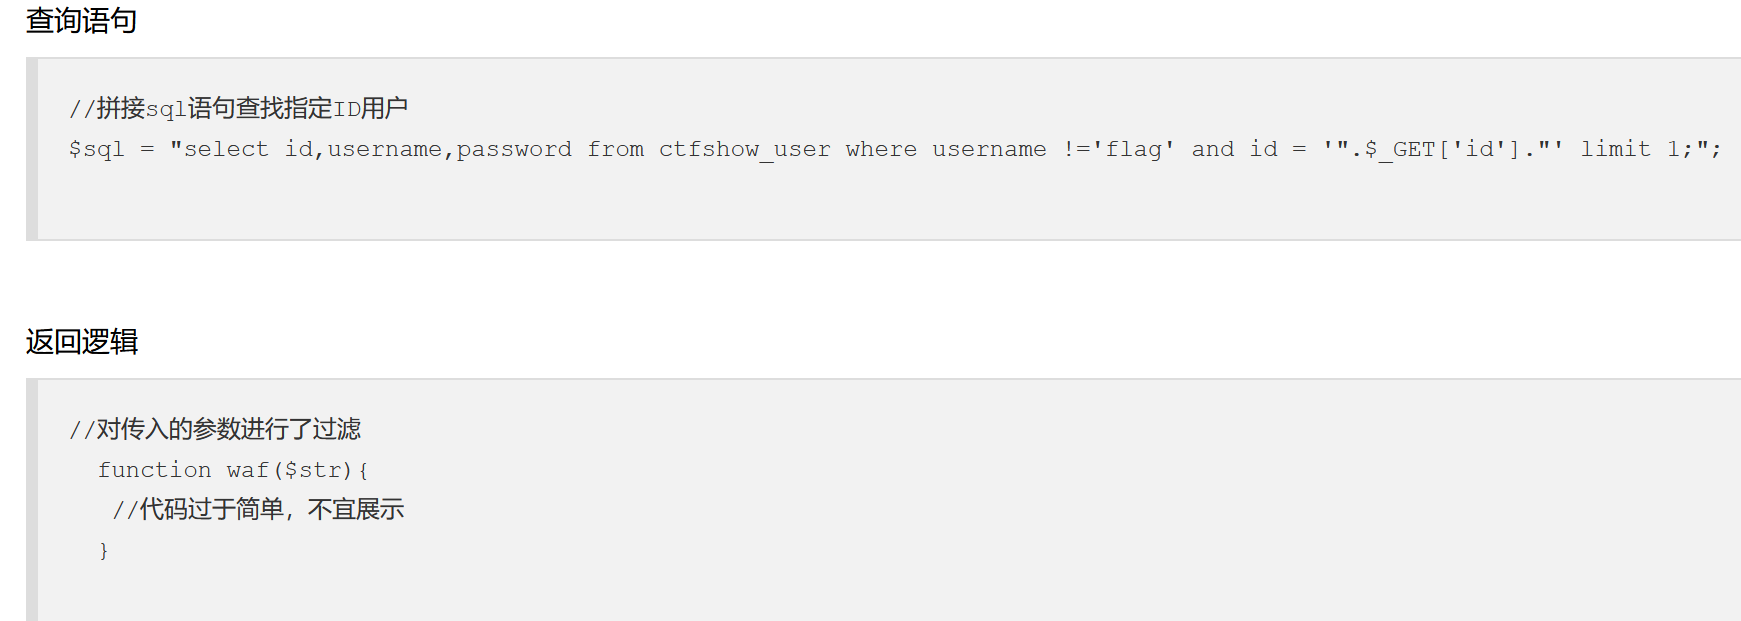 查询语句
//拼接sql语句查找指定ID用户
$sql = "select id,username,password from ctfshow_user where username !='flag' and id = '".$_GET['id']."' limit 1;";
返回逻辑
//对传入的参数进行了过滤
function waf($str){
//代码过于简单，不宜展示
}